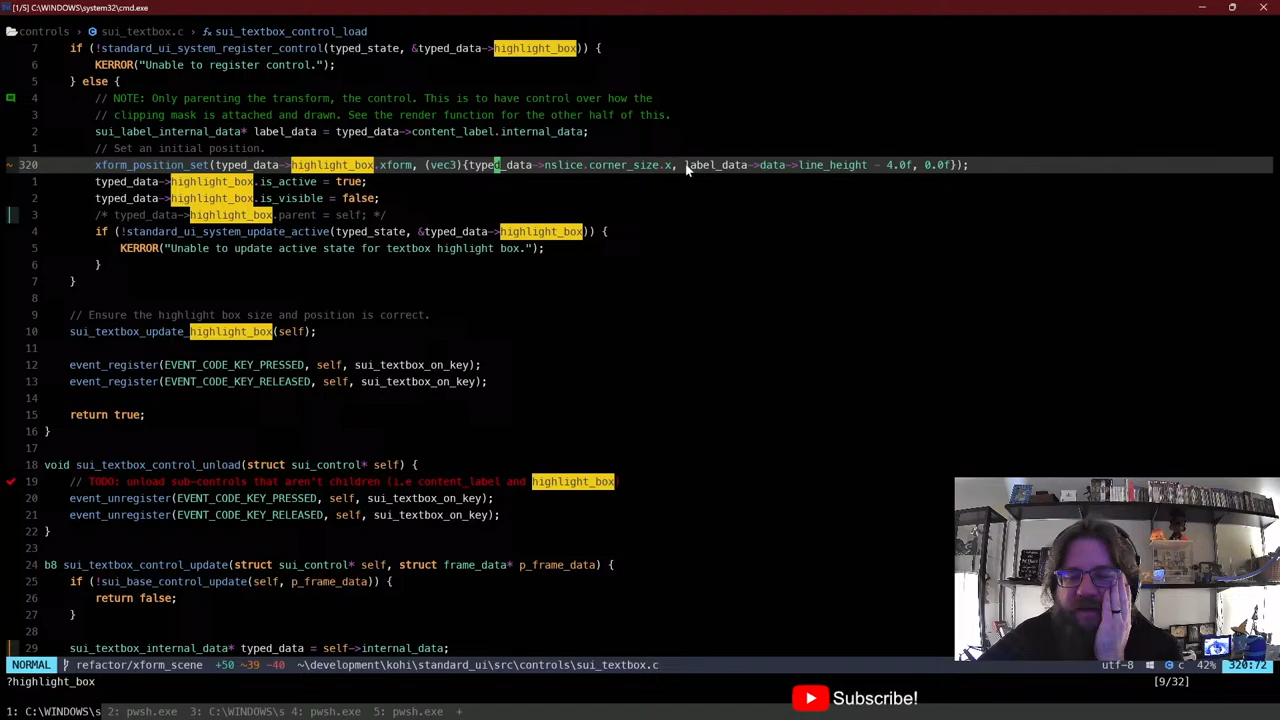 [1/5] C:\WINDOWS\system32\cmd.exe
controls > sui_textbox.c > sui_textbox_control_load
7 if (!standard_ui_system_register_control(typed_state, &typed_data->highlight_box)) {
6 KERROR("Unable to register control.");
5 } else {
4 // NOTE: Only parenting the transform, the control. This is to have control over how the
3 // clipping mask is attached and drawn. See the render function for the other half of this.
2 sui_label_internal_data* label_data = typed_data->content_label.internal_data;
1 // Set an initial position.
~ 320 xform_position_set(typed_data->highlight_box.xform, (vec3){typed_data->nslice.corner_size.x, label_data->data->line_height - 4.0f, 0.0f});
1 typed_data->highlight_box.is_active = true;
2 typed_data->highlight_box.is_visible = false;
3 /* typed_data->highlight_box.parent = self; */
4 if (!standard_ui_system_update_active(typed_state, &typed_data->highlight_box)) {
5 KERROR("Unable to update active state for textbox highlight box.");
6 }
7 }
8
9 // Ensure the highlight box size and position is correct.
10 sui_textbox_update_highlight_box(self);
11
12 event_register(EVENT_CODE_KEY_PRESSED, self, sui_textbox_on_key);
13 event_register(EVENT_CODE_KEY_RELEASED, self, sui_textbox_on_key);
14
15 return true;
16 }
17
18 void sui_textbox_control_unload(struct sui_control* self) {
19 // TODO: unload sub-controls that aren't children (i.e content_label and highlight_box)
20 event_unregister(EVENT_CODE_KEY_PRESSED, self, sui_textbox_on_key);
21 event_unregister(EVENT_CODE_KEY_RELEASED, self, sui_textbox_on_key);
22 }
23
24 b8 sui_textbox_control_update(struct sui_control* self, struct frame_data* p_frame_data) {
25 if (!sui_base_control_update(self, p_frame_data)) {
26 return false;
27 }
28
29 sui_textbox_internal_data* typed_data = self->internal_data;
NORMAL refactor/xform_scene +50 ~39 -40 ~\development\kohi\standard_ui\src\controls\sui_textbox.c utf-8 c 42% 320:72
?highlight_box [9/32]
Subscribe!
1: C:\WINDOWS\s 2: pwsh.exe 3: C:\WINDOWS\s 4: pwsh.exe 5: pwsh.exe +